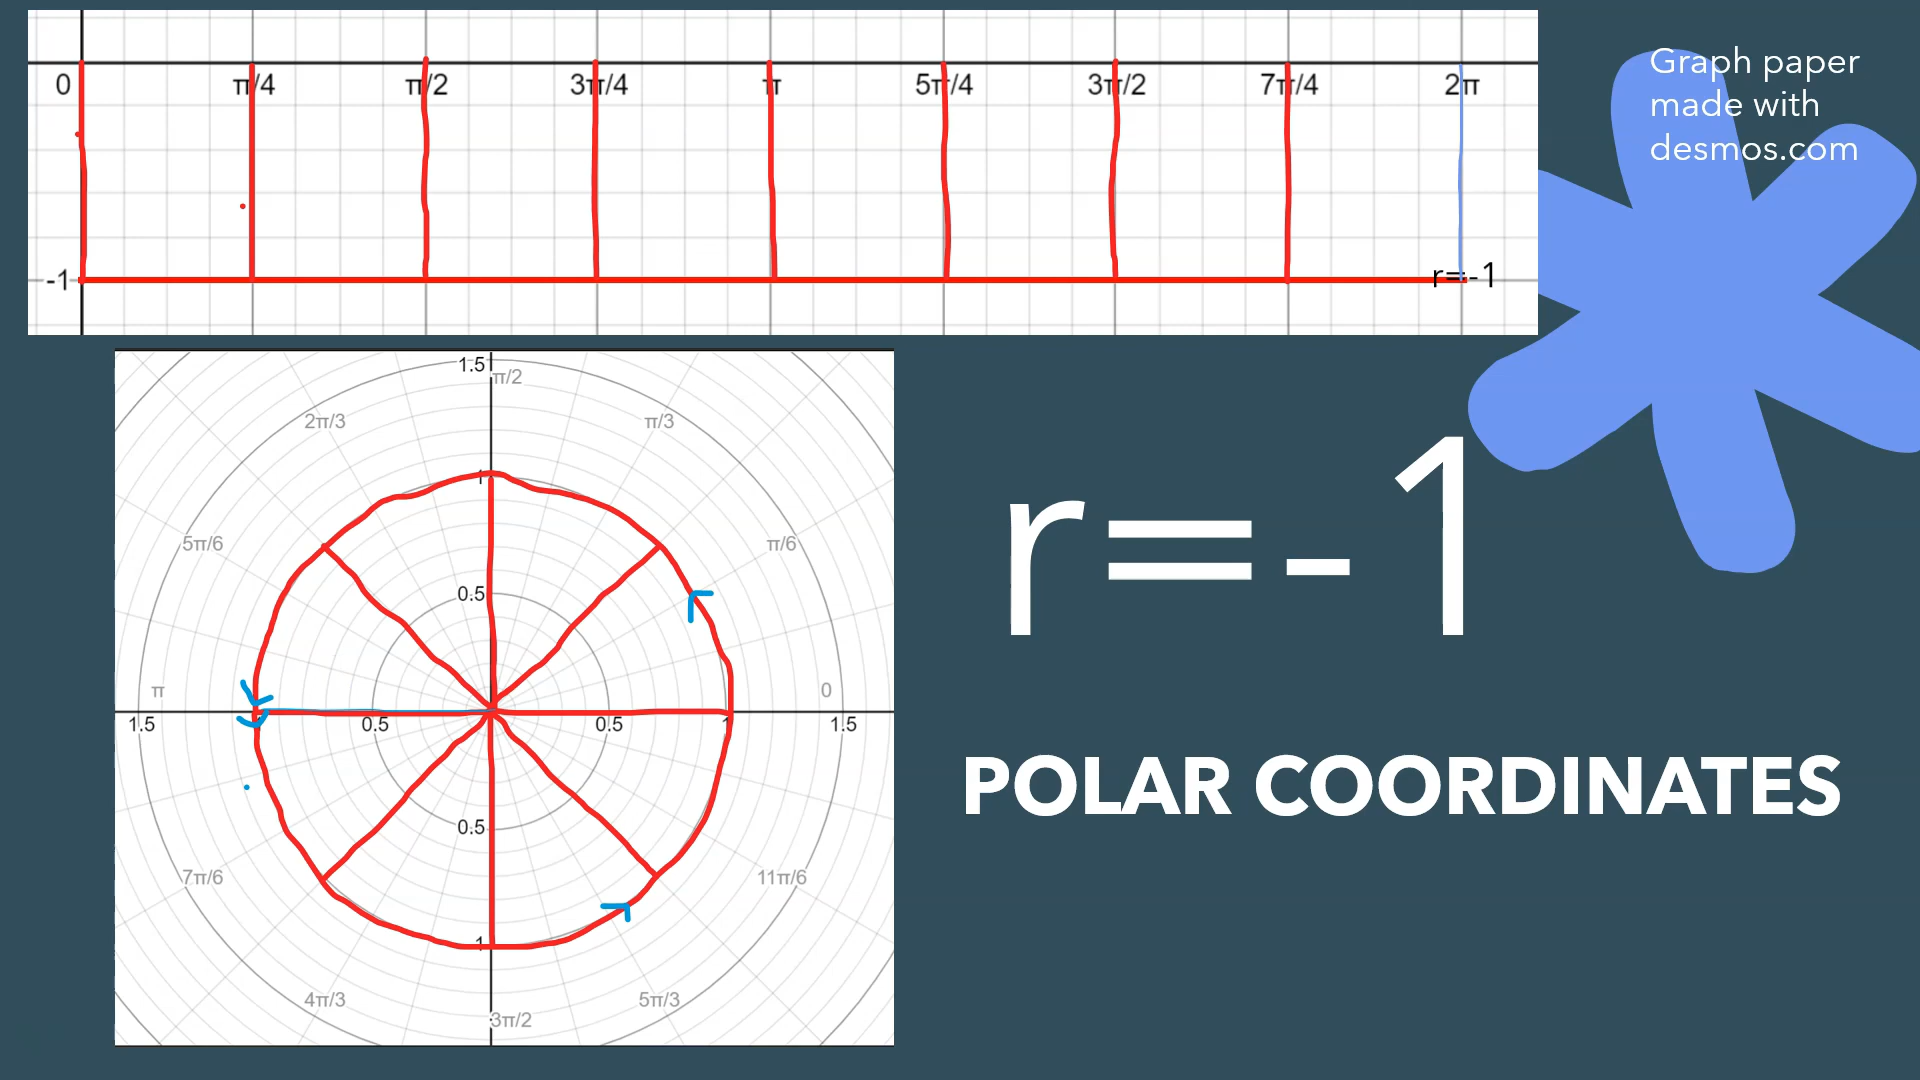 0 π/4 π/2 3π/4 π 5π/4 3π/2 7π/4 2π
-1
r=-1
Graph paper
made with
desmos.com
1.5
π/2
2π/3 π/3
1
5π/6 π/6
0.5
π 0
1.5 0.5 0.5 1 1.5
0.5
7π/6 11π/6
1
4π/3 5π/3
3π/2
r=-1
POLAR COORDINATES